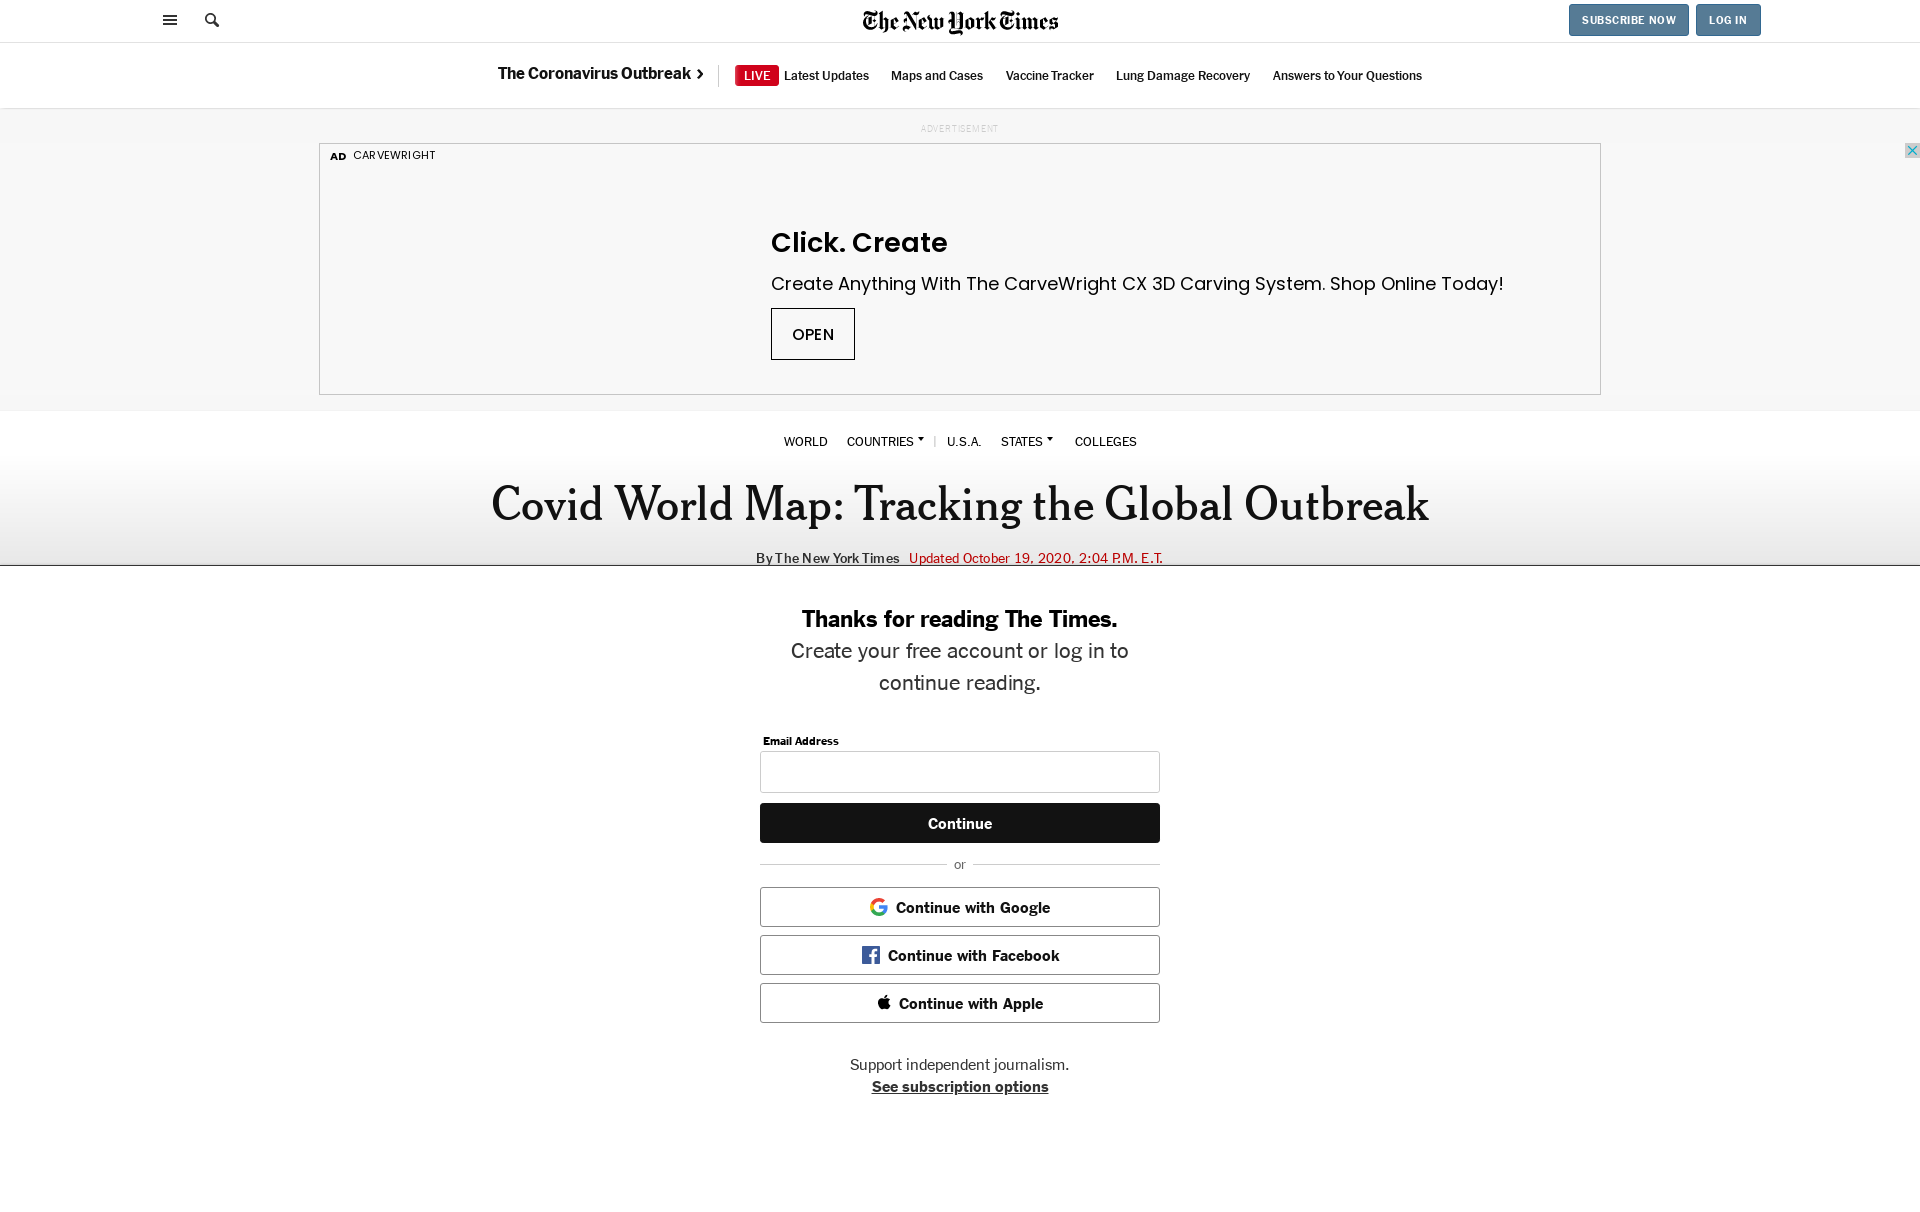 The New York Times
SUBSCRIBE NOW
LOG IN
The Coronavirus Outbreak
LIVE Latest Updates
Maps and Cases
Vaccine Tracker
Lung Damage Recovery
Answers to Your Questions
ADVERTISEMENT
AD CARVEWRIGHT
Click. Create
Create Anything With The CarveWright CX 3D Carving System. Shop Online Today!
OPEN
WORLD
COUNTRIES
U.S.A.
STATES
COLLEGES
Covid World Map: Tracking the Global Outbreak
By The New York Times Updated October 19, 2020, 2:04 P.M. E.T.
Thanks for reading The Times.
Create your free account or log in to
continue reading.
Email Address
Continue
or
Continue with Google
Continue with Facebook
Continue with Apple
Support independent journalism.
See subscription options